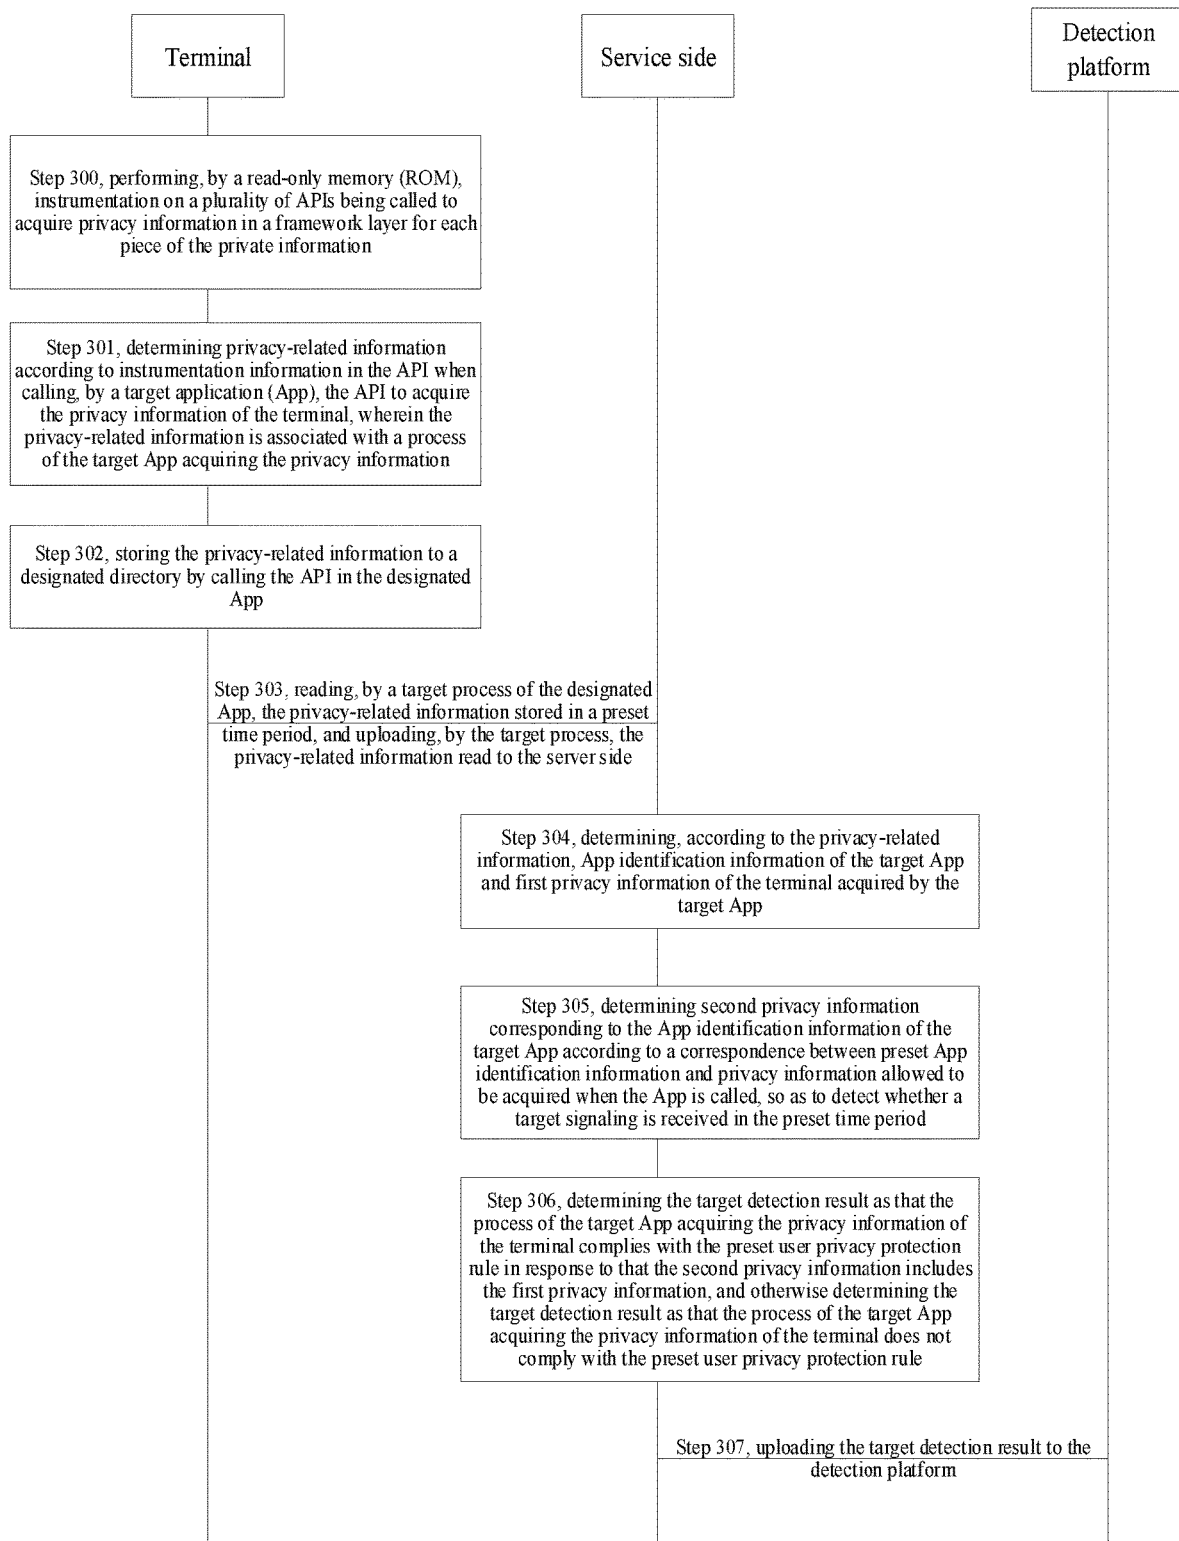 Terminal
Service side
Detection
platform
Step 300, performing, by a read-only memory (ROM),
instrumentation on a plurality of APIs being called to
acquire privacy information in a framework layer for each
piece of the private information
Step 301, determining privacy-related information
according to instrumentation information in the API when
calling, by a target application (App), the API to acquire
the privacy information of the terminal, wherein the
privacy-related information is associated with a process
of the target App acquiring the privacy information
Step 302, storing the privacy-related information to a
designated directory by calling the API in the designated
App
Step 303, reading, by a target process of the designated
App, the privacy-related information stored in a preset
time period, and uploading, by the target process, the
privacy-related information read to the server side
Step 304, determining, according to the privacy-related
information, App identification information of the target App
and first privacy information of the terminal acquired by the
target App
Step 305, determining second privacy information
corresponding to the App identification information of the
target App according to a correspondence between preset App
identification information and privacy information allowed to
be acquired when the App is called, so as to detect whether a
target signaling is received in the preset time period
Step 306, determining the target detection result as that the
process of the target App acquiring the privacy information of
the terminal complies with the preset user privacy protection
rule in response to that the second privacy information includes
the first privacy information, and otherwise determining the
target detection result as that the process of the target App
acquiring the privacy information of the terminal does not
comply with the preset user privacy protection rule
Step 307, uploading the target detection result to the
detection platform